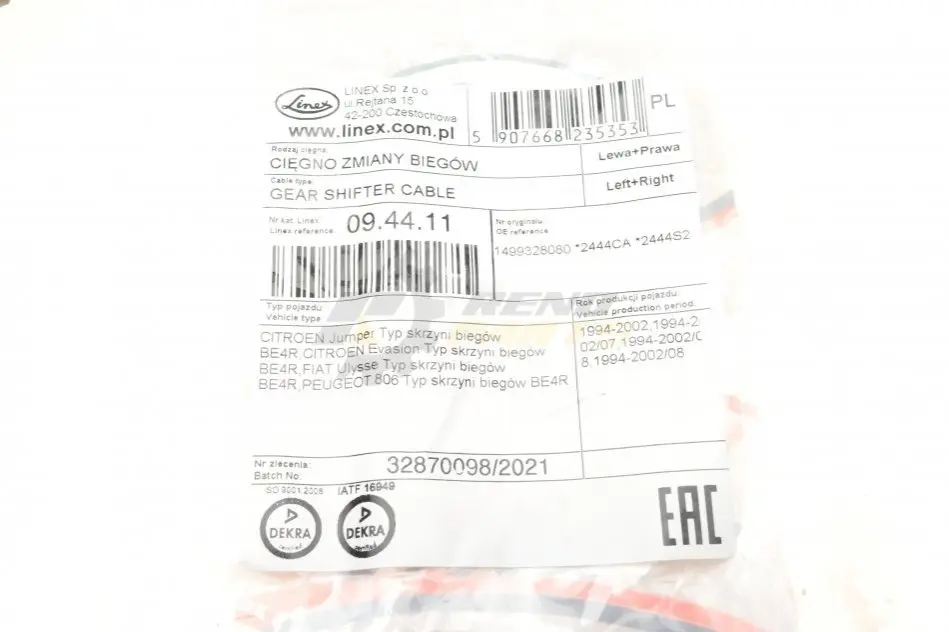 Linex
LINEX Sp. z o.o.
ul.Rejtana 15
42-200 Czestochowa
www.linex.com.pl
5 907668 235353
PL
Rodzaj cięgna:
CIĘGNO ZMIANY BIEGÓW
Lewa+Prawa
Cable type:
GEAR SHIFTER CABLE
Left+Right
Nr kat. Linex:
Linex reference:
09.44.11
Nr oryginału:
OE reference:
1499328080 *2444CA *2444S2
Typ pojazdu:
Vehicle type
Rok produkcji pojazdu:
Vehicle production period:
CITROEN Jumper Typ skrzyni biegów
BE4R,CITROEN Evasion Typ skrzyni biegów
BE4R,FIAT Ulysse Typ skrzyni biegów
BE4R,PEUGEOT 806 Typ skrzyni biegów BE4R
1994-2002,1994-2
02/07,1994-2002/0
8,1994-2002/08
Nr zlecenia:
Batch No.
32870098/2021
ISO 9001:2008
IATF 16949
DEKRA
certified
DEKRA
certified
EAC